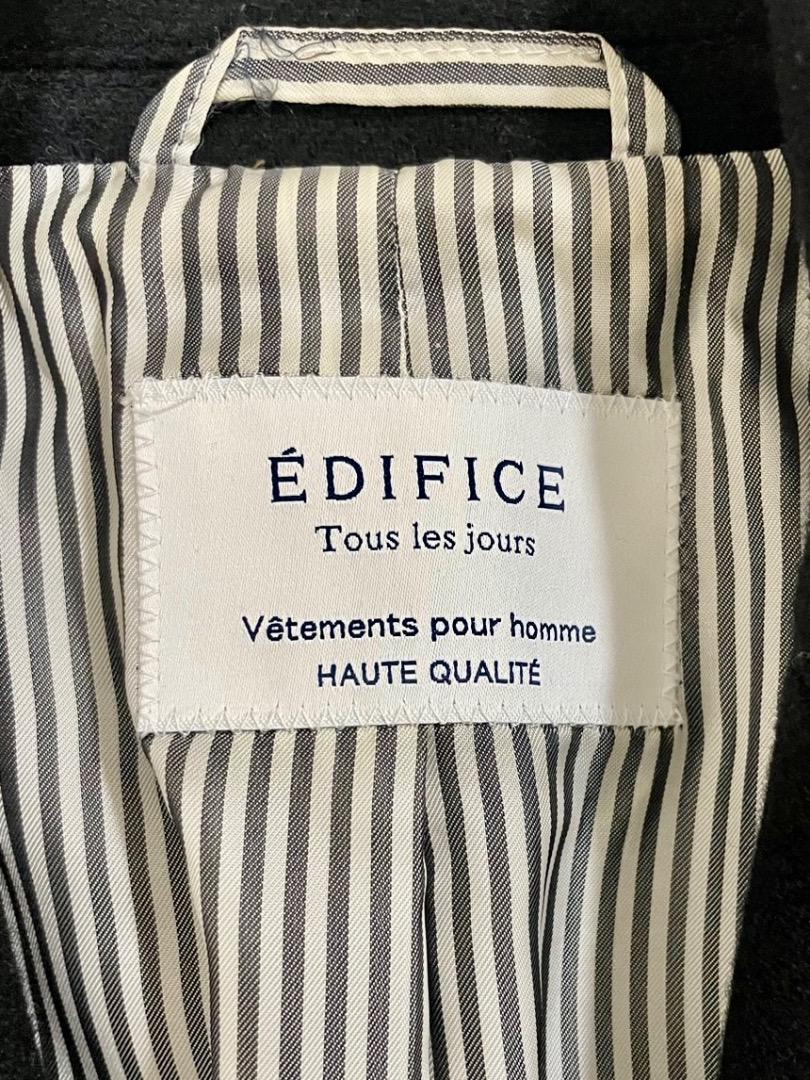 ÉDIFICE
Tous les jours
Vêtements pour homme
HAUTE QUALITÉ